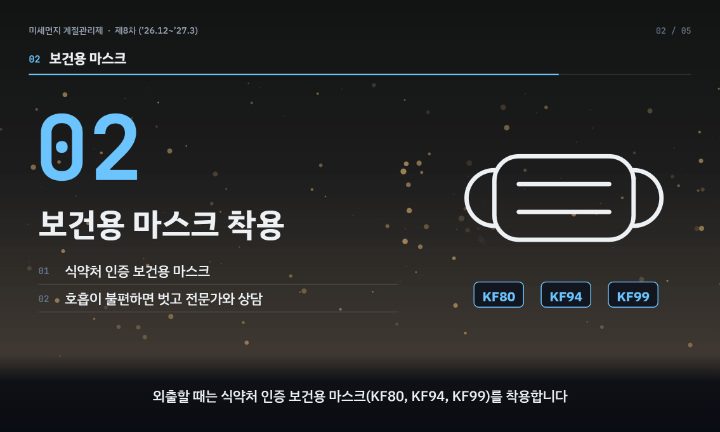 미세먼지 계절관리제 · 제8차 ('26.12~'27.3)
02 / 05
02 보건용 마스크
02
보건용 마스크 착용
01 식약처 인증 보건용 마스크
02 호흡이 불편하면 벗고 전문가와 상담
KF80 KF94 KF99
외출할 때는 식약처 인증 보건용 마스크(KF80, KF94, KF99)를 착용합니다